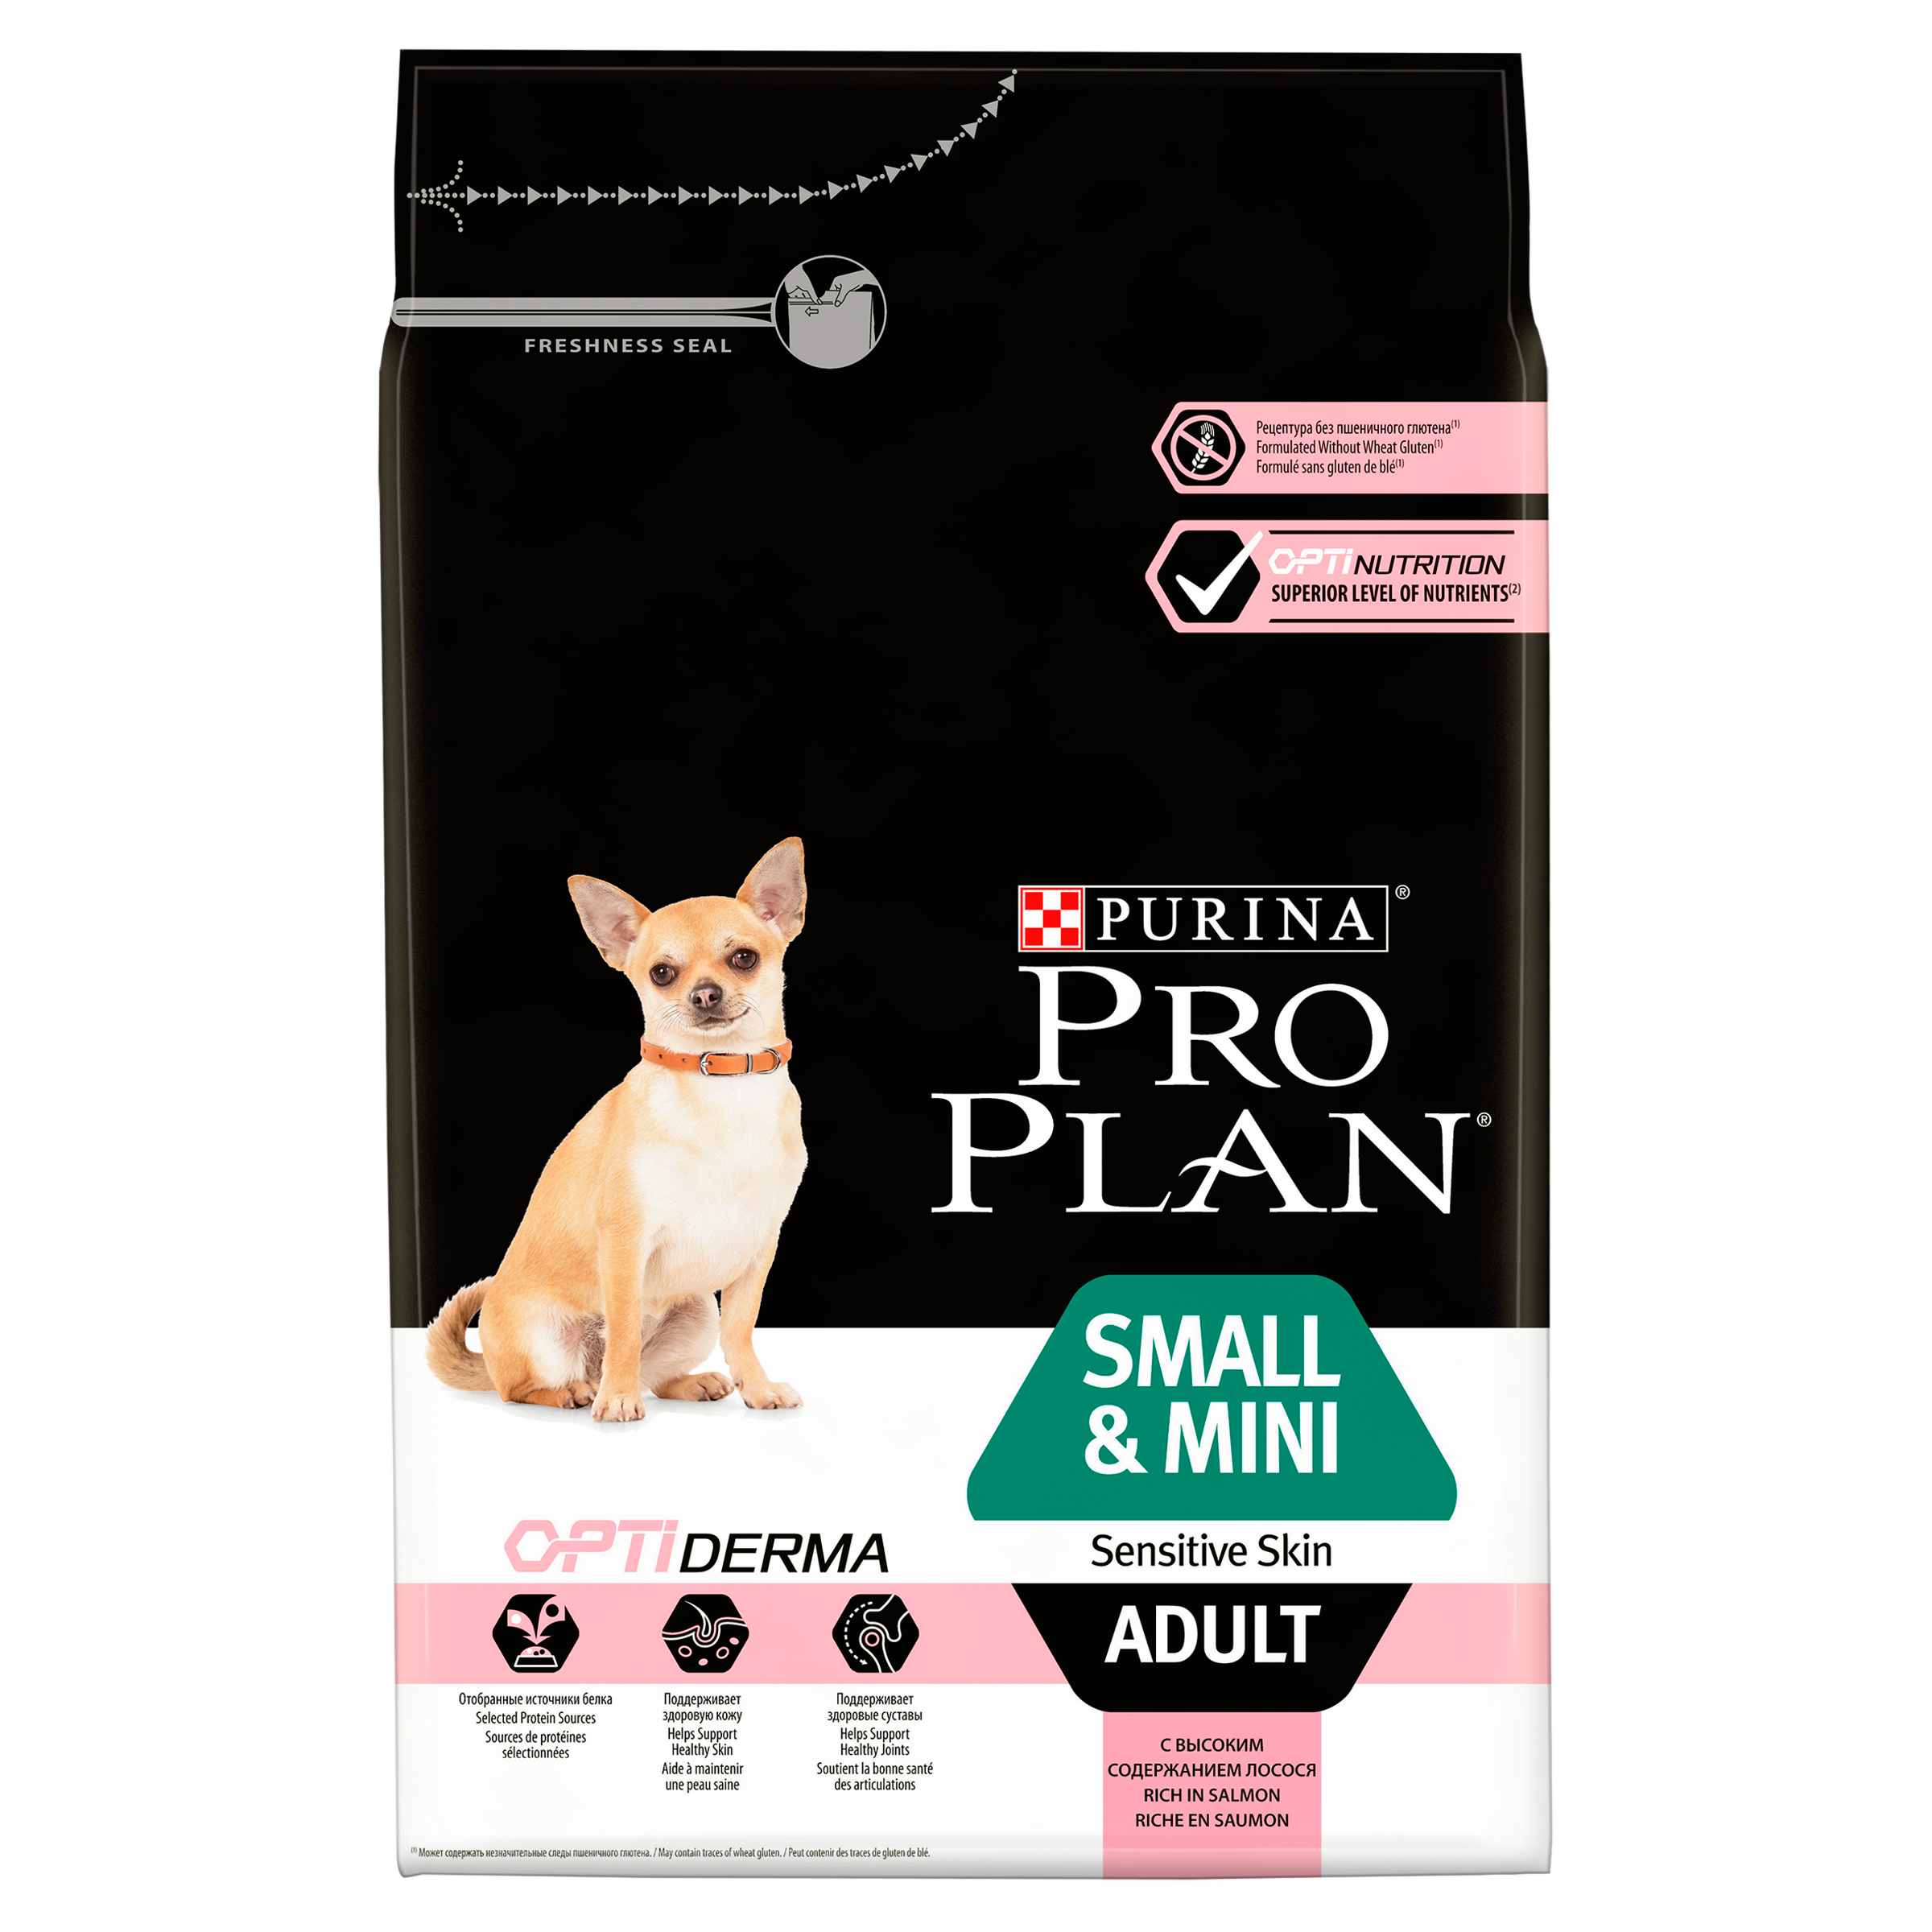 FRESHNESS SEAL
Рецептура без пшеничного глютена(1)
Formulated Without Wheat Gluten(1)
Formulé sans gluten de blé(1)
OPTINUTRITION
SUPERIOR LEVEL OF NUTRIENTS(2)
PURINA®
PRO
PLAN®
SMALL
& MINI
Sensitive Skin
ADULT
С ВЫСОКИМ
СОДЕРЖАНИЕМ ЛОСОСЯ
RICH IN SALMON
RICHE EN SAUMON
OPTIDERMA
Отобранные источники белка
Selected Protein Sources
Sources de protéines
sélectionnées
Поддерживает
здоровую кожу
Helps Support
Healthy Skin
Aide à maintenir
une peau saine
Поддерживает
здоровые суставы
Helps Support
Healthy Joints
Soutient la bonne santé
des articulations
(1) Может содержать незначительные следы пшеничного глютена. / May contain traces of wheat gluten. / Peut contenir des traces de gluten de blé.